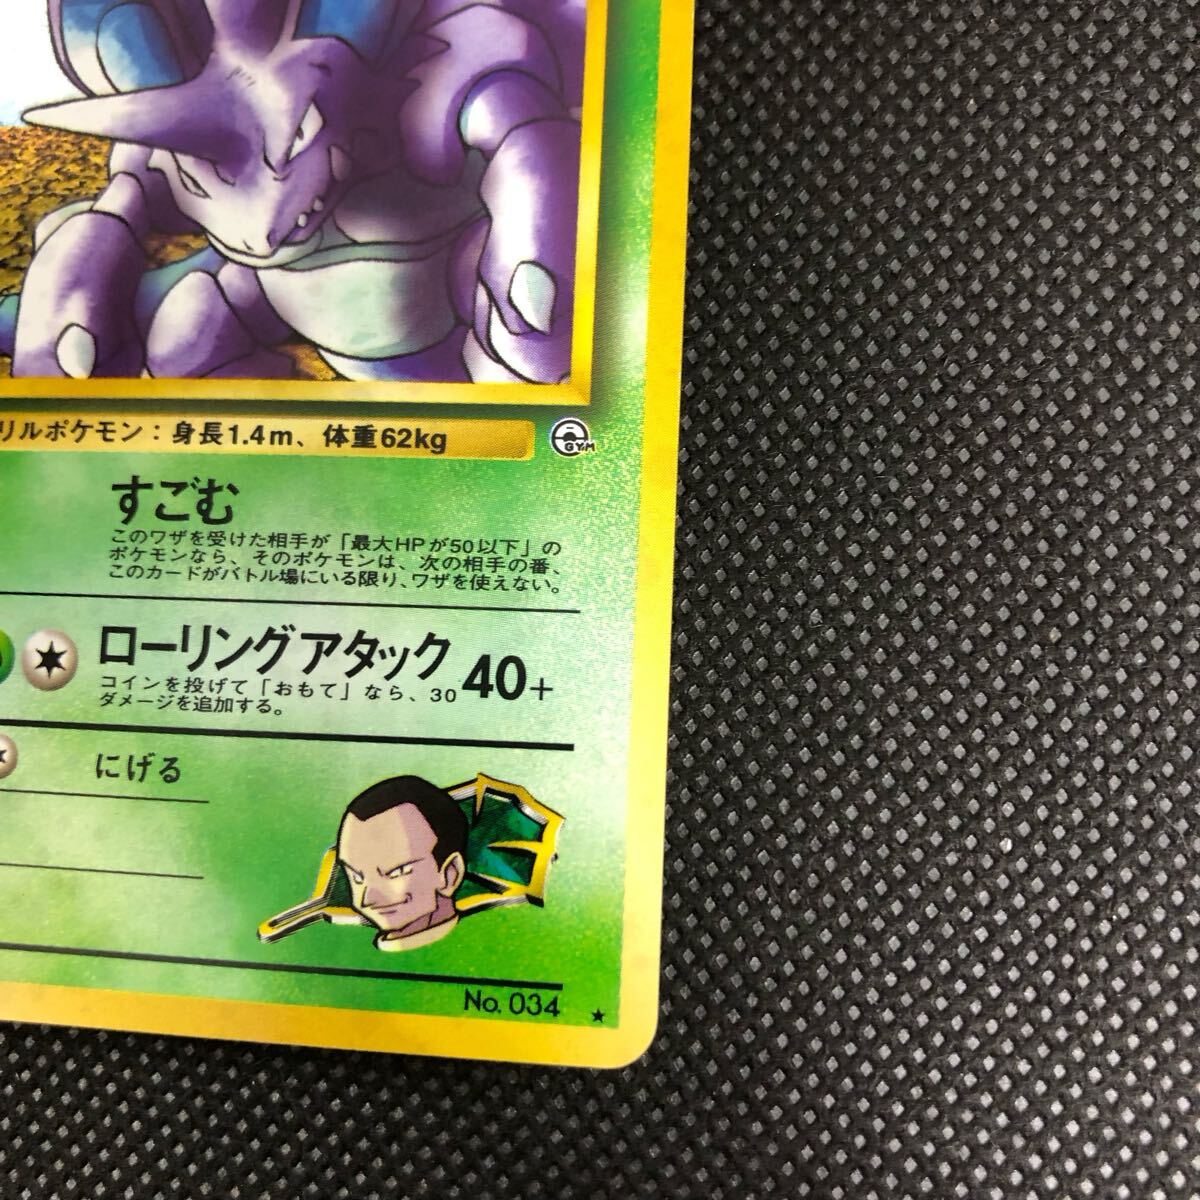 リルポケモン：身長1.4m、体重62kg
GYM
すごむ
このワザを受けた相手が「最大HPが50以下」の
ポケモンなら、そのポケモンは、次の相手の番、
このカードがバトル場にいる限り、ワザを使えない。
ローリングアタック 40+
コインを投げて「おもて」なら、30
ダメージを追加する。
にげる
No. 034 ★